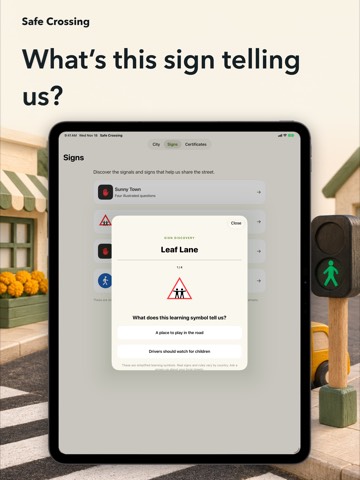 Safe Crossing
What's this sign telling
us?
9:41 AM Wed Nov 18 Safe Crossing
City Signs Certificates
Signs
Discover the signals and signs that help us share the street.
Sunny Town
Four illustrated questions
Close
SIGN DISCOVERY
Leaf Lane
1/4
What does this learning symbol tell us?
A place to play in the road
Drivers should watch for children